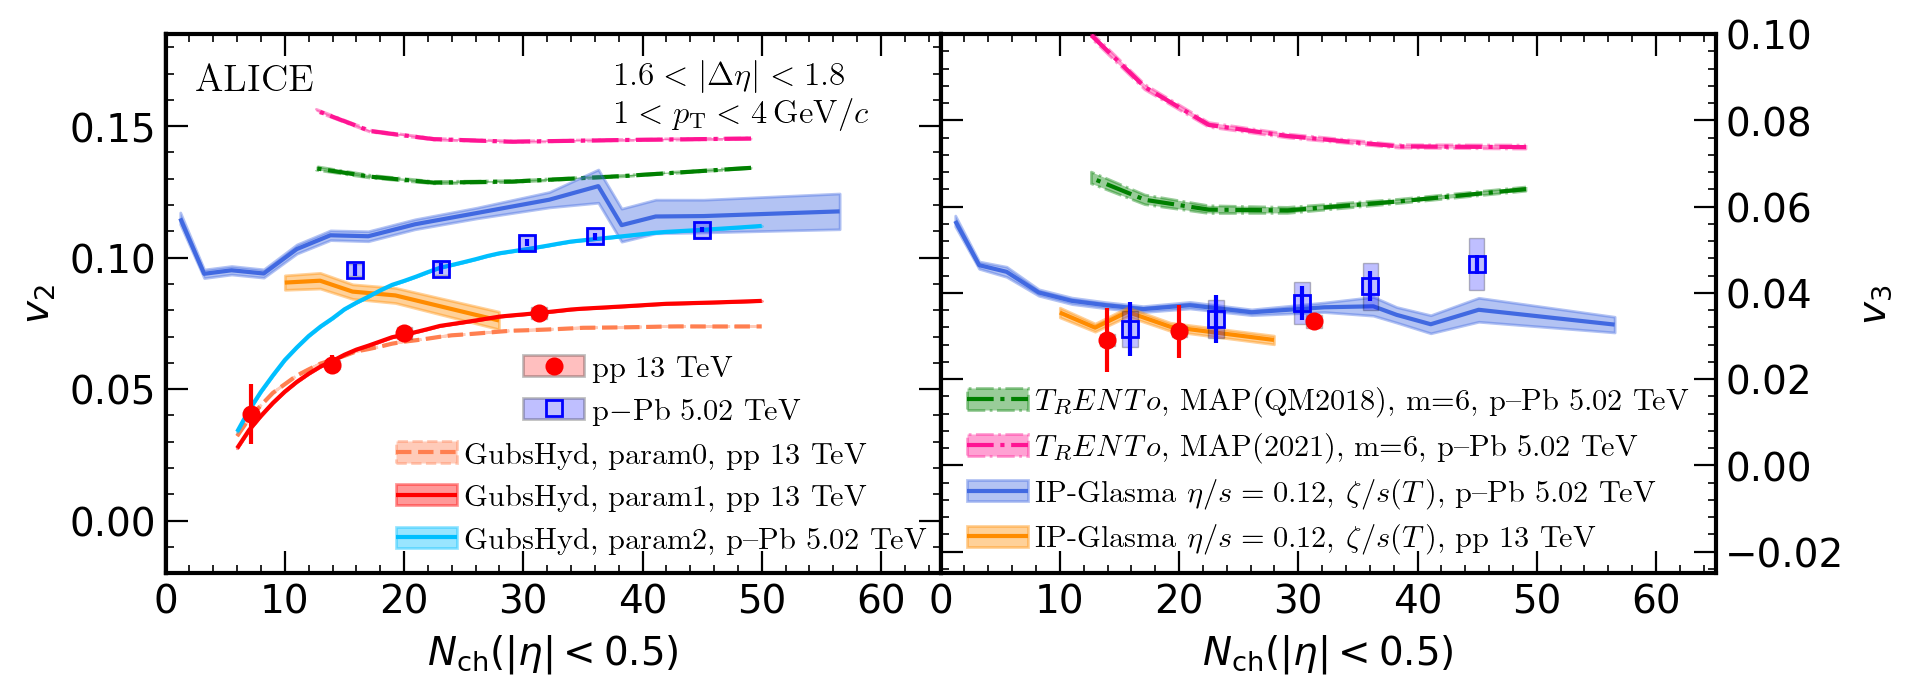 ALICE
1.6 < |Δη| < 1.8
1 < p_T < 4 GeV/c
0.15
0.10
0.05
0.00
v_2
pp 13 TeV
p−Pb 5.02 TeV
GubsHyd, param0, pp 13 TeV
GubsHyd, param1, pp 13 TeV
GubsHyd, param2, p–Pb 5.02 TeV
0 10 20 30 40 50 60
N_ch(|η| < 0.5)
T_RENTo, MAP(QM2018), m=6, p–Pb 5.02 TeV
T_RENTo, MAP(2021), m=6, p–Pb 5.02 TeV
IP-Glasma η/s = 0.12, ζ/s(T), p–Pb 5.02 TeV
IP-Glasma η/s = 0.12, ζ/s(T), pp 13 TeV
0.10
0.08
0.06
0.04
0.02
0.00
−0.02
v_3
0 10 20 30 40 50 60
N_ch(|η| < 0.5)